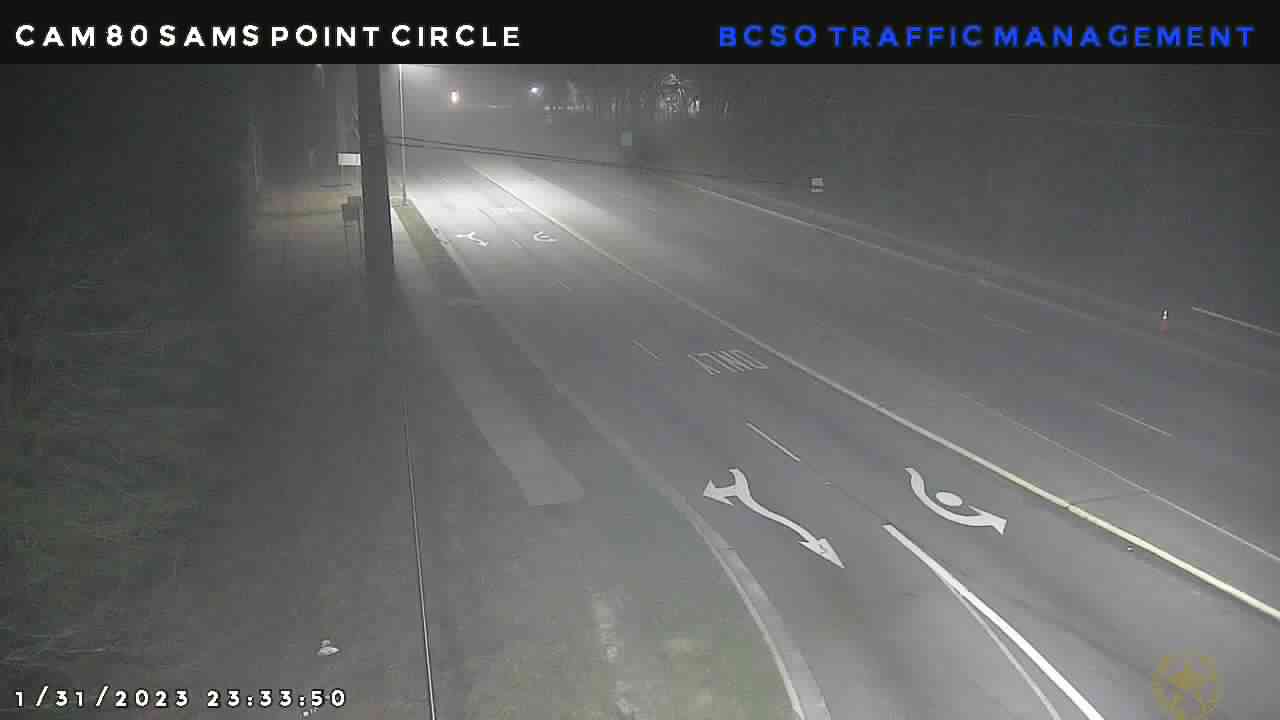 CAM 80 SAMS POINT CIRCLE
BCSO TRAFFIC MANAGEMENT
ONLY
1/31/2023 23:33:50